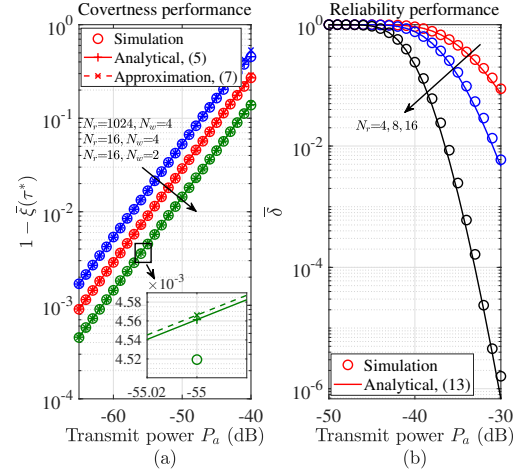 Covertness performance
10^0
Simulation
Analytical, (5)
Approximation, (7)
10^{-1}
N_r=1024, N_w=4
N_r=16, N_w=4
N_r=16, N_w=2
1 − ξ̄(τ*)
10^{-2}
×10^{-3}
4.58
4.56
4.54
4.52
-55.02
-55
10^{-3}
10^{-4}
-60
-50
-40
Transmit power P_a (dB)
(a)
Reliability performance
10^0
N_r=4, 8, 16
10^{-2}
δ̄
10^{-4}
Simulation
Analytical, (13)
10^{-6}
-50
-40
-30
Transmit power P_a (dB)
(b)